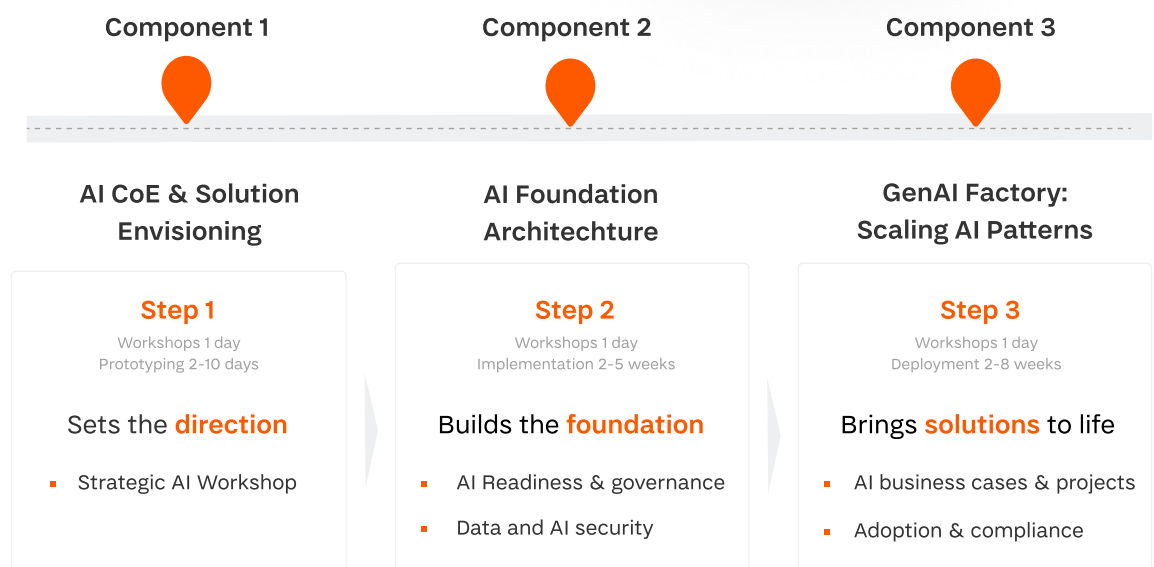 Component 1
Component 2
Component 3
AI CoE & Solution
Envisioning
AI Foundation
Architechture
GenAI Factory:
Scaling AI Patterns
Step 1
Workshops 1 day
Prototyping 2-10 days
Sets the direction
Strategic AI Workshop
Step 2
Workshops 1 day
Implementation 2-5 weeks
Builds the foundation
AI Readiness & governance
Data and AI security
Step 3
Workshops 1 day
Deployment 2-8 weeks
Brings solutions to life
AI business cases & projects
Adoption & compliance